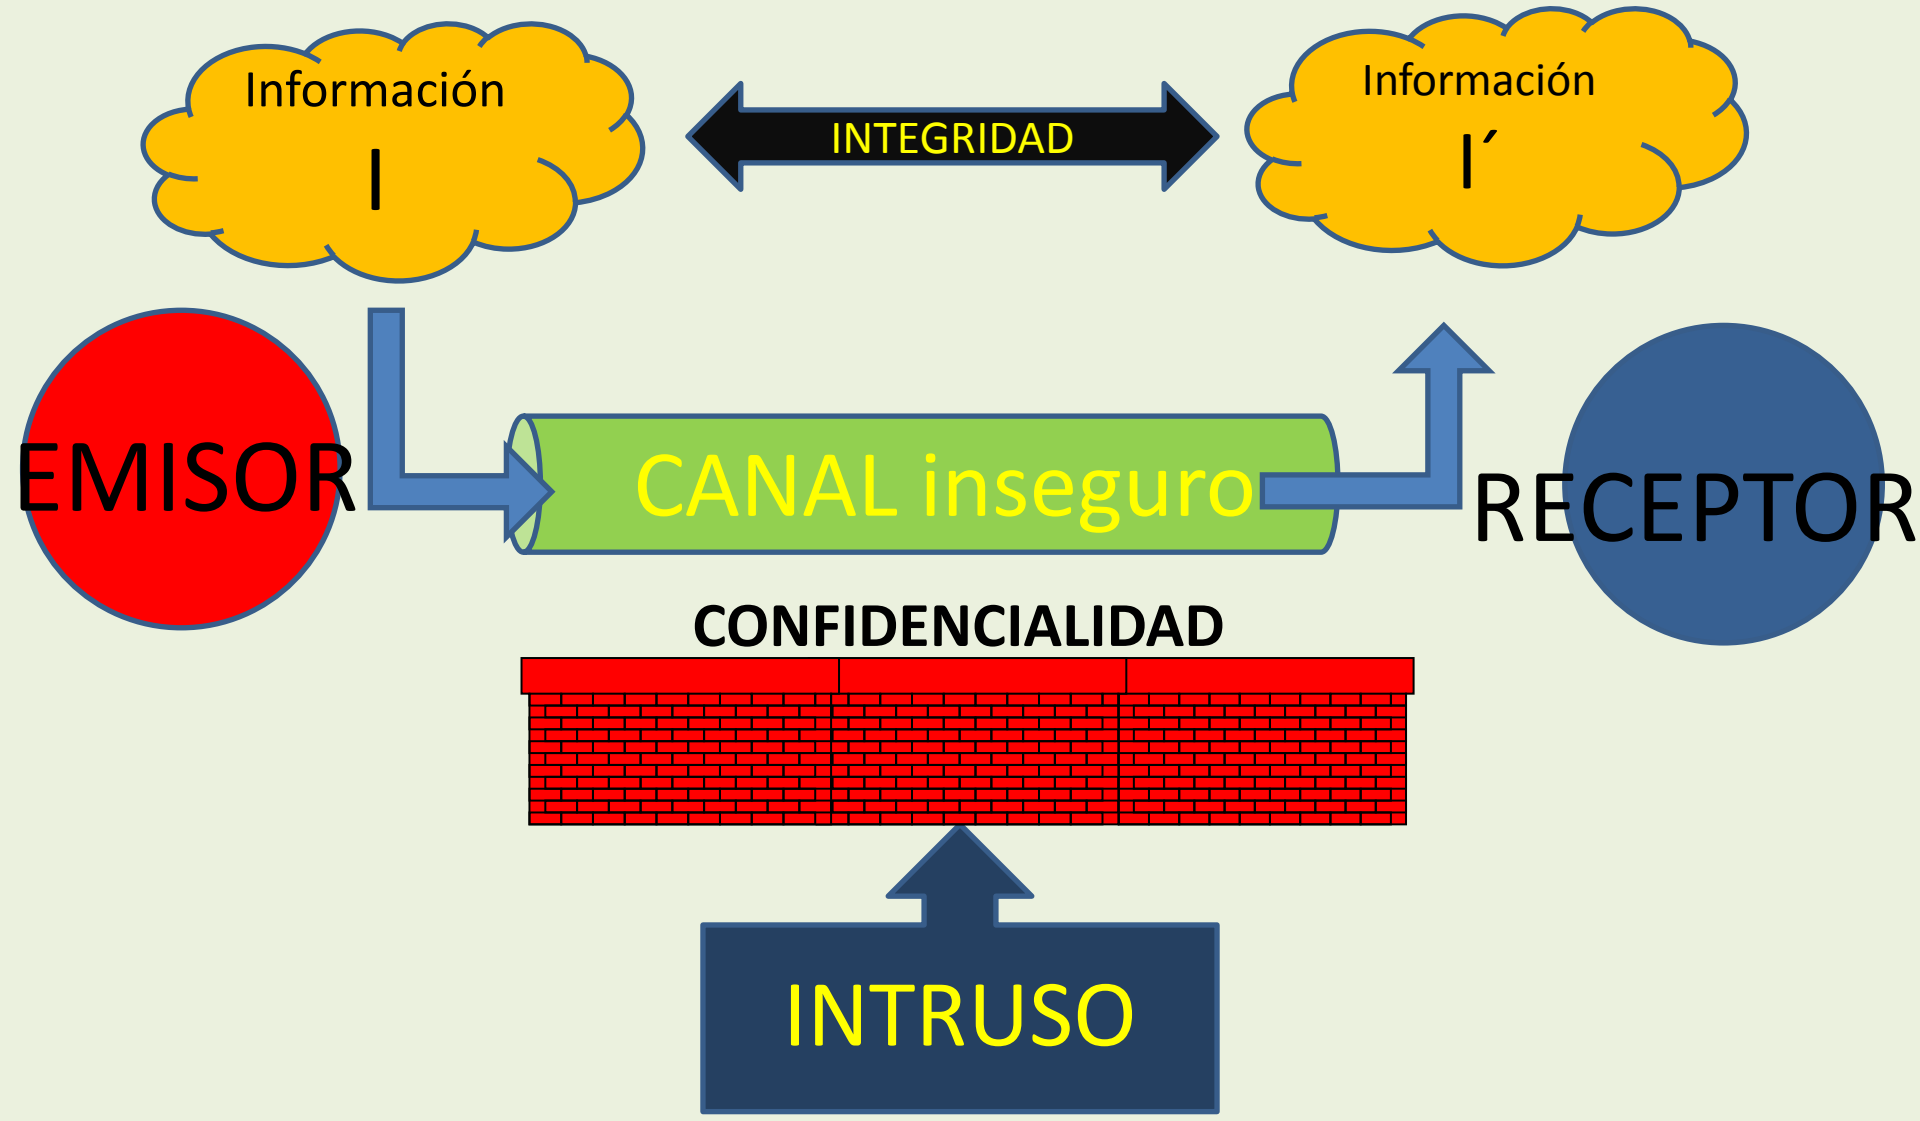 Información
I
INTEGRIDAD
Información
I´
EMISOR
CANAL inseguro
RECEPTOR
CONFIDENCIALIDAD
INTRUSO